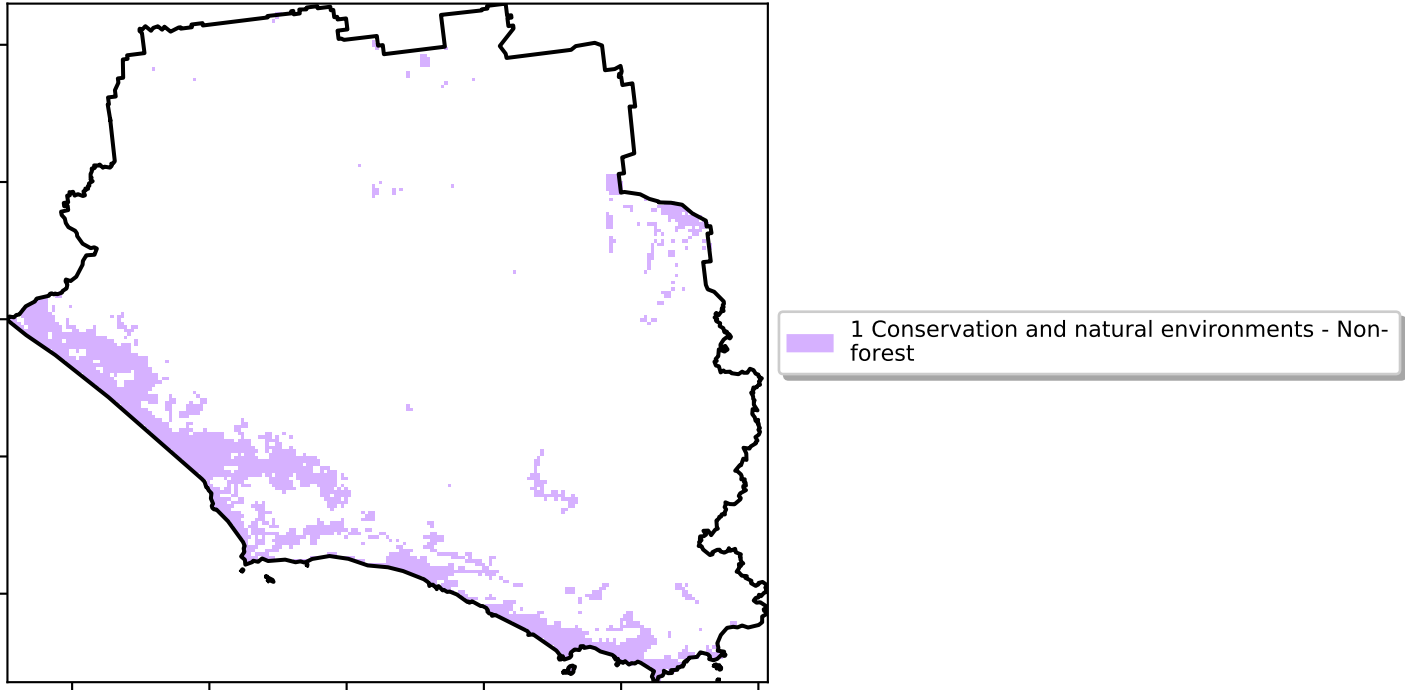 1 Conservation and natural environments - Non-
forest